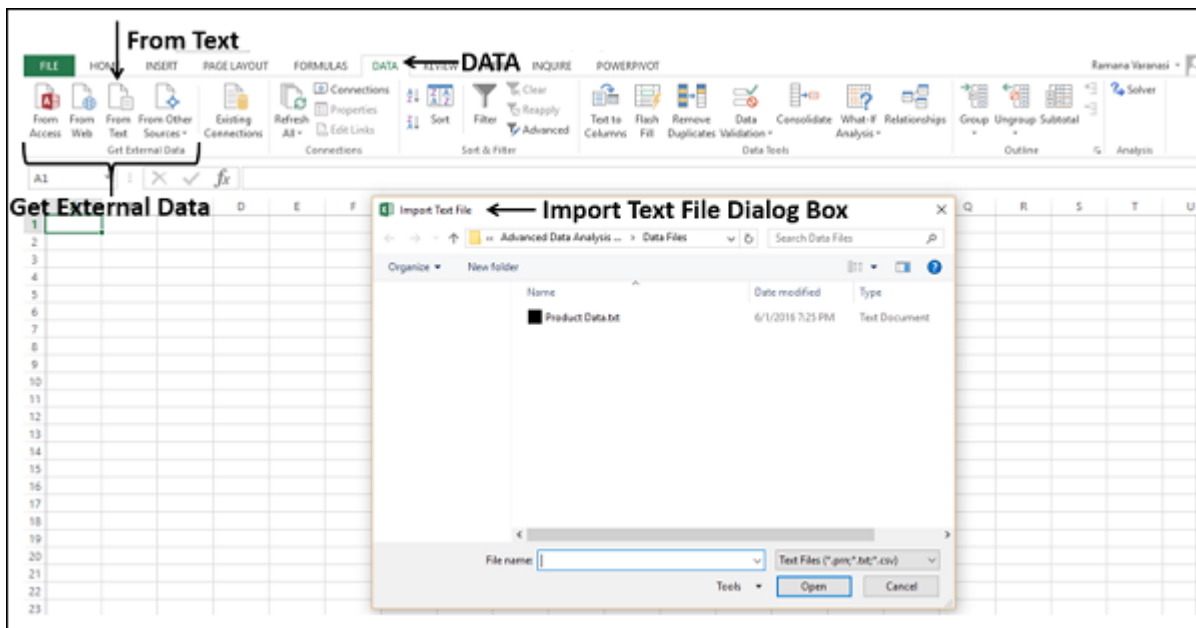 From Text
FILE HOME INSERT PAGE LAYOUT FORMULAS DATA DATA INQUIRE POWERPIVOT Ramana Varanasi
Connections Clear Solver
Properties Reapply
Edit Links Advanced
From Access From Web From Text From Other Sources Existing Connections Refresh All Sort Filter Text to Columns Flash Fill Remove Duplicates Data Validation Consolidate What-If Analysis Relationships Group Ungroup Subtotal
Get External Data Connections Sort & Filter Data Tools Outline Analysis
A1 fx
Get External Data D E F Q R S T U
Import Text File Import Text File Dialog Box
« Advanced Data Analysis ... › Data Files Search Data Files
Organize New folder
Name Date modified Type
Product Data.txt 6/1/2016 7:25 PM Text Document
1
2
3
4
5
6
7
8
9
10
11
12
13
14
15
16
17
18
19
20
21
22
23
File name: Text Files (*.prn;*.txt;*.csv)
Tools Open Cancel